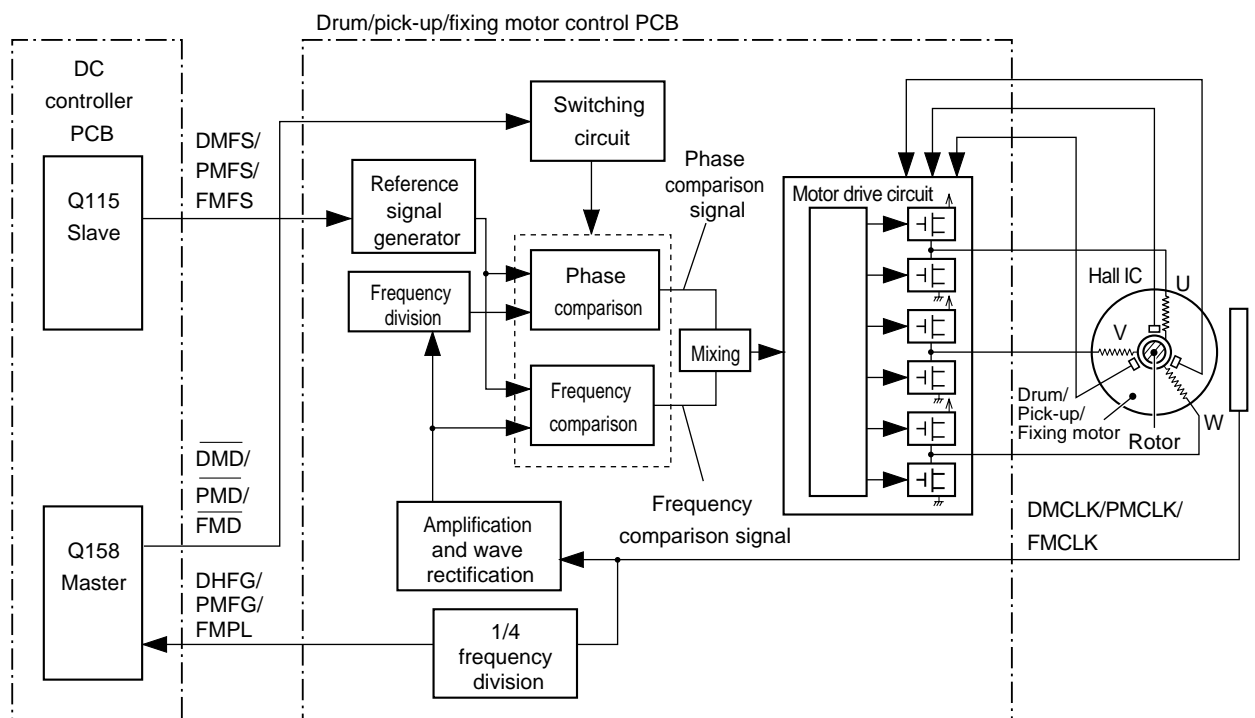 Drum/pick-up/fixing motor control PCB
DC
controller
PCB
Q115
Slave
DMFS/
PMFS/
FMFS
Switching
circuit
Reference
signal
generator
Phase
comparison
signal
Frequency
division
Phase
comparison
Mixing
Frequency
comparison
Motor drive circuit
Hall IC
U
V
W
Drum/
Pick-up/
Fixing motor
Rotor
DMD/
PMD/
FMD
Q158
Master
Amplification
and wave
rectification
Frequency
comparison signal
DMCLK/PMCLK/
FMCLK
DHFG/
PMFG/
FMPL
1/4
frequency
division